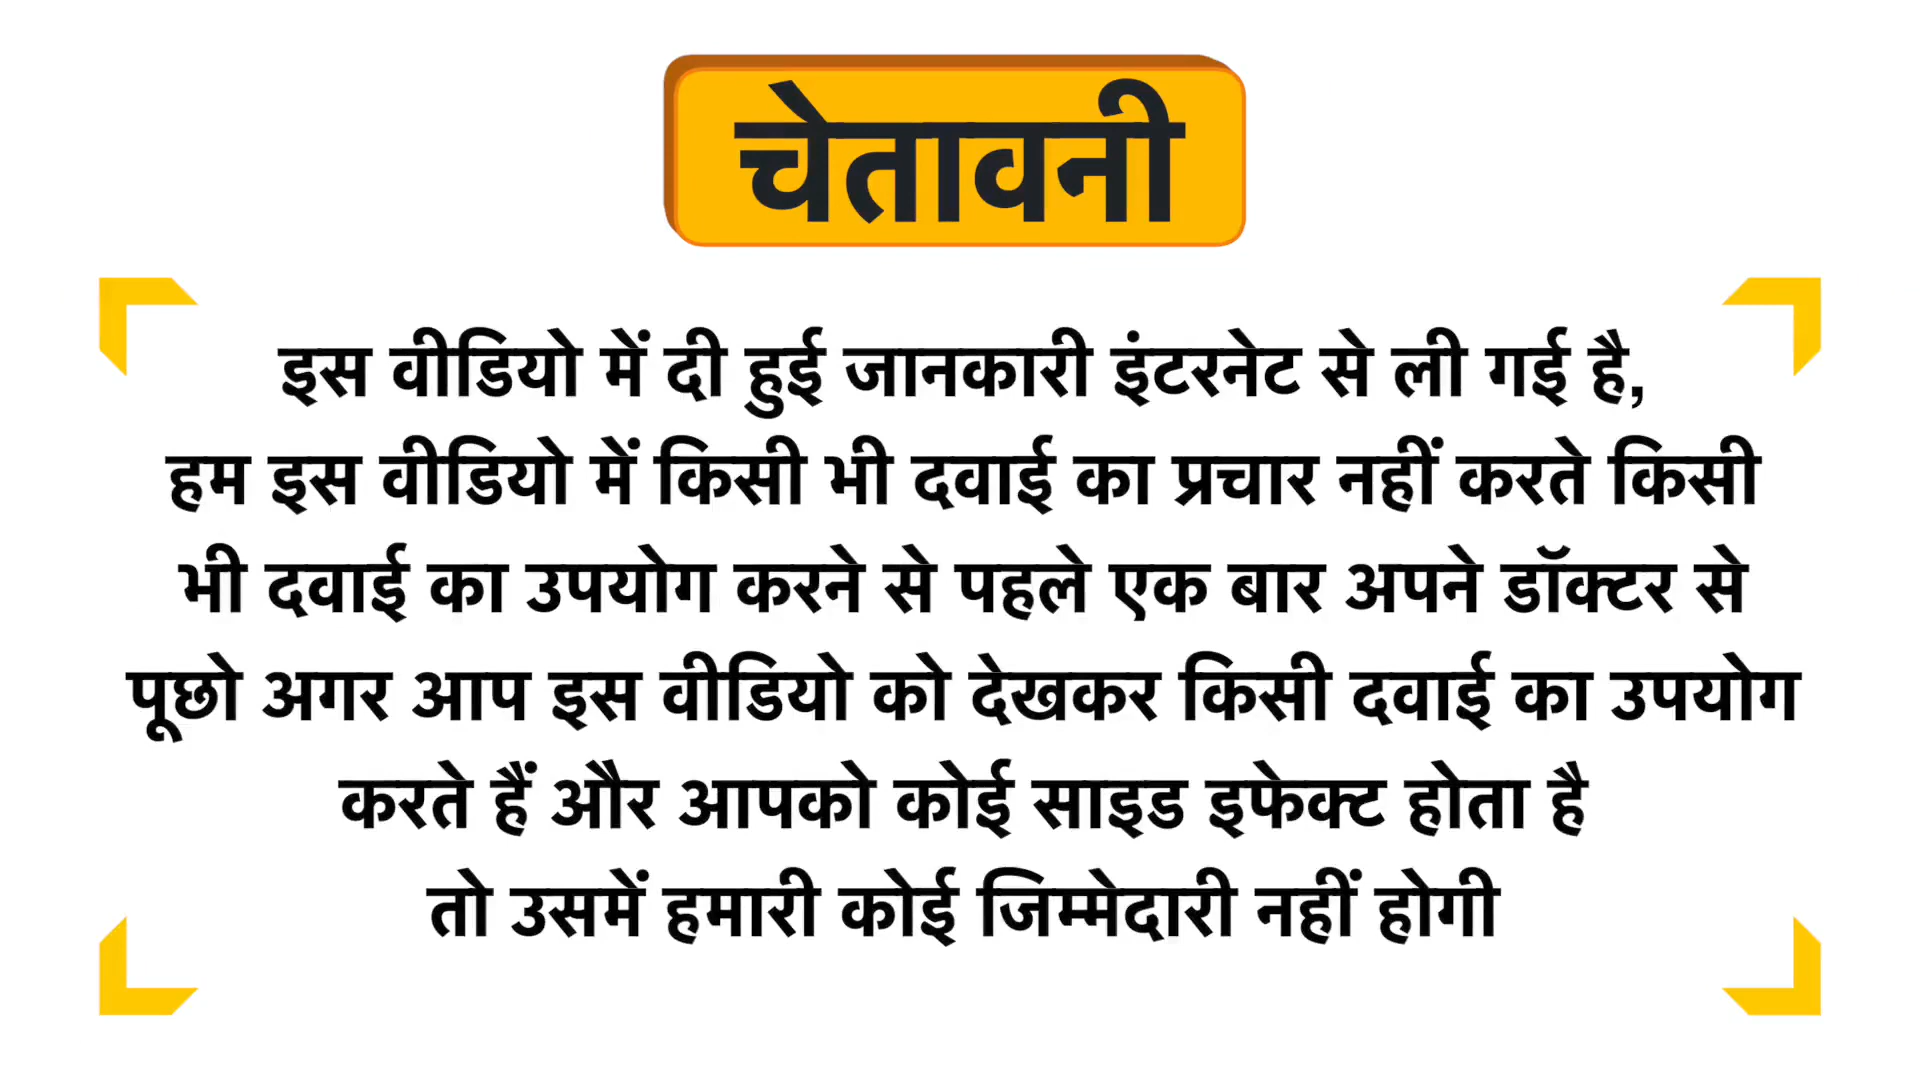 चेतावनी
इस वीडियो में दी हुई जानकारी इंटरनेट से ली गई है,
हम इस वीडियो में किसी भी दवाई का प्रचार नहीं करते किसी
भी दवाई का उपयोग करने से पहले एक बार अपने डॉक्टर से
पूछो अगर आप इस वीडियो को देखकर किसी दवाई का उपयोग
करते हैं और आपको कोई साइड इफेक्ट होता है
तो उसमें हमारी कोई जिम्मेदारी नहीं होगी